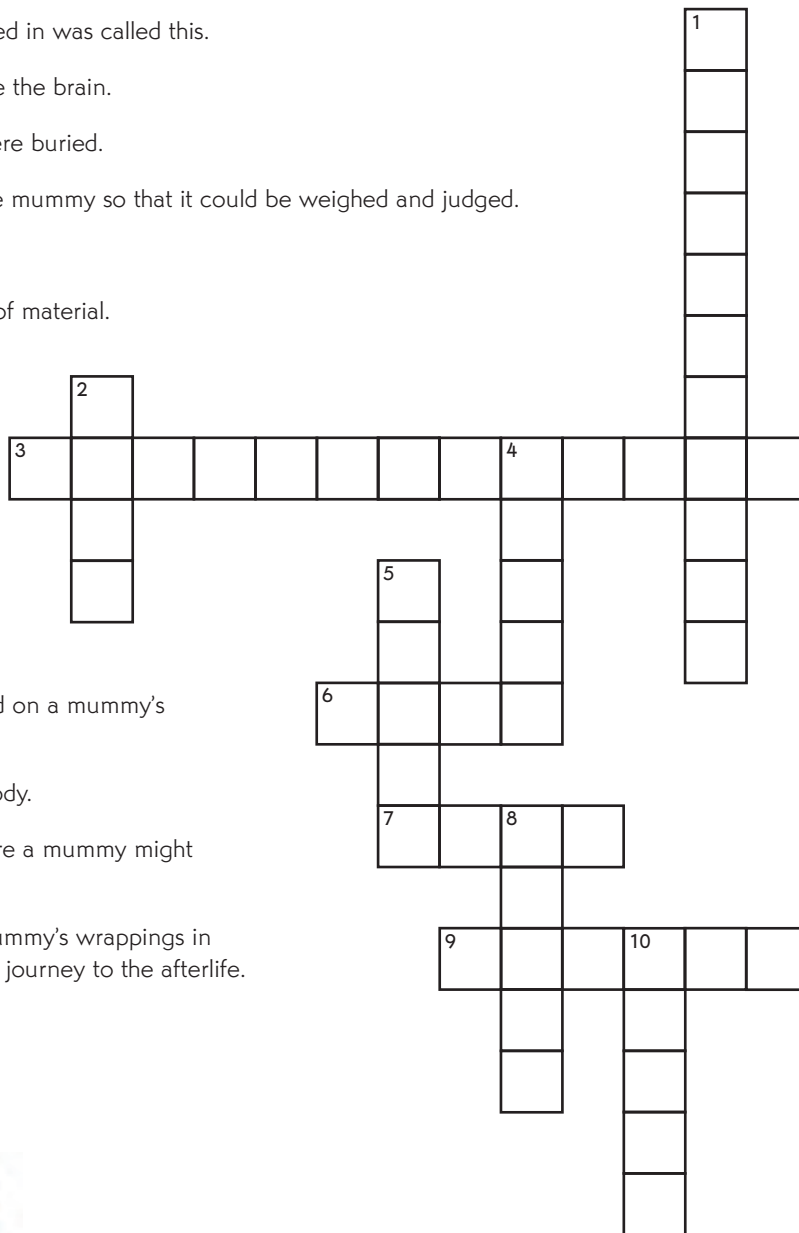 ed in was called this.
e the brain.
ere buried.
e mummy so that it could be weighed and judged.
of material.
1
2
3
4
5
6
d on a mummy's
ody.
7
8
re a mummy might
ummy's wrappings in
journey to the afterlife.
9
10